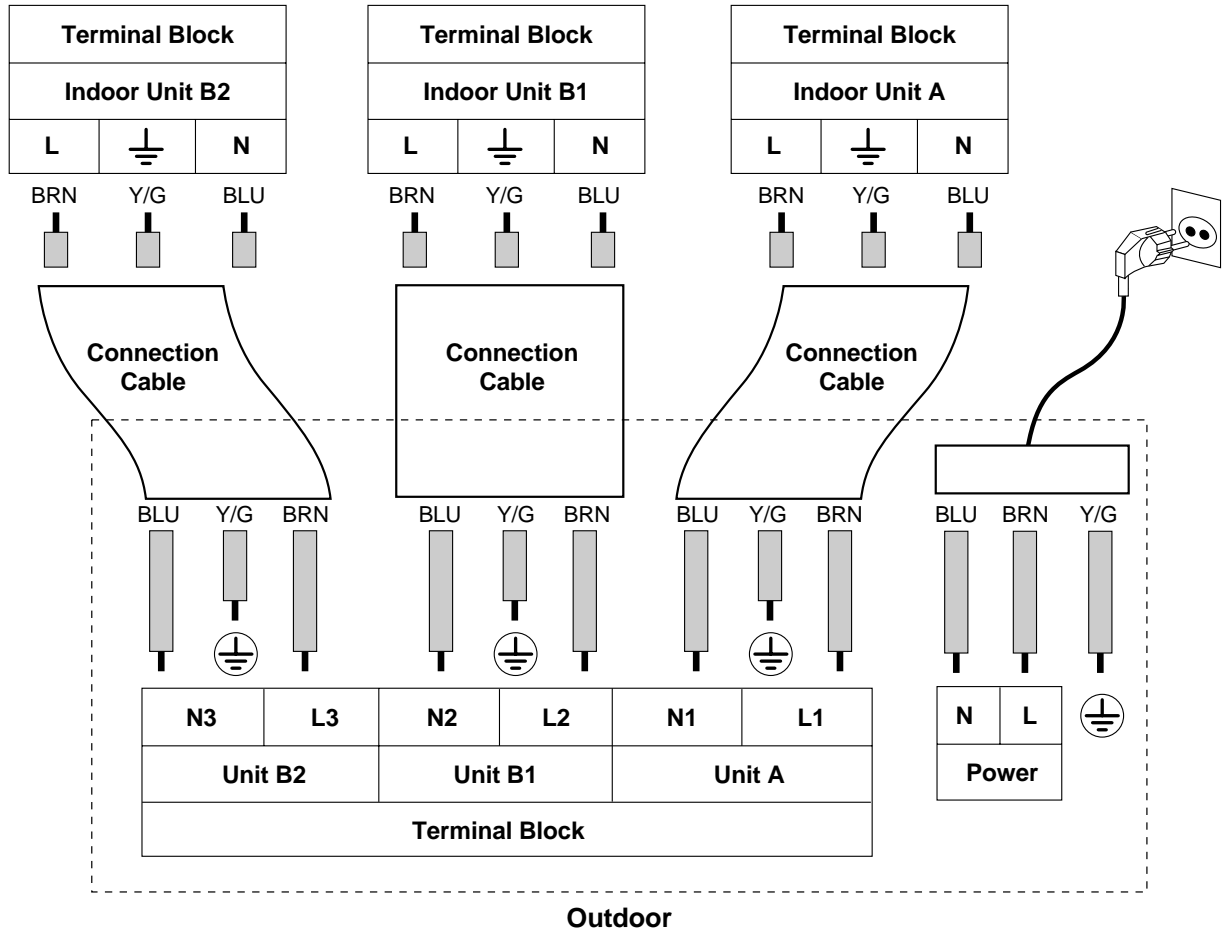 Terminal Block Terminal Block Terminal Block
Indoor Unit B2 Indoor Unit B1 Indoor Unit A
L N L N L N
BRN Y/G BLU BRN Y/G BLU BRN Y/G BLU
Connection Connection Connection
Cable Cable Cable
BLU Y/G BRN BLU Y/G BRN BLU Y/G BRN BLU BRN Y/G
N3 L3 N2 L2 N1 L1 N L
Unit B2 Unit B1 Unit A Power
Terminal Block
Outdoor